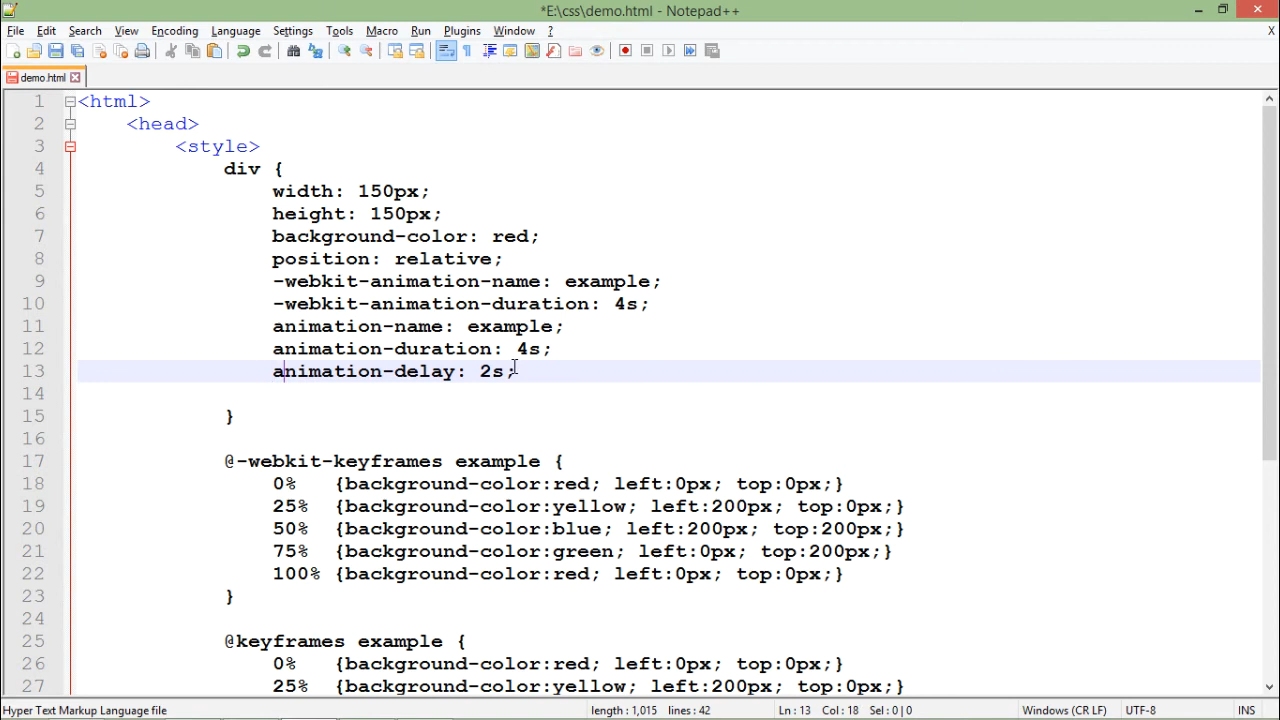 *E:\css\demo.html - Notepad++
File Edit Search View Encoding Language Settings Tools Macro Run Plugins Window ? X
demo.html
1 <html>
2 <head>
3 <style>
4 div {
5 width: 150px;
6 height: 150px;
7 background-color: red;
8 position: relative;
9 -webkit-animation-name: example;
10 -webkit-animation-duration: 4s;
11 animation-name: example;
12 animation-duration: 4s;
13 animation-delay: 2s;
14
15 }
16
17 @-webkit-keyframes example {
18 0% {background-color:red; left:0px; top:0px;}
19 25% {background-color:yellow; left:200px; top:0px;}
20 50% {background-color:blue; left:200px; top:200px;}
21 75% {background-color:green; left:0px; top:200px;}
22 100% {background-color:red; left:0px; top:0px;}
23 }
24
25 @keyframes example {
26 0% {background-color:red; left:0px; top:0px;}
27 25% {background-color:yellow; left:200px; top:0px;}
Hyper Text Markup Language file length : 1,015 lines : 42 Ln : 13 Col : 18 Sel : 0 | 0 Windows (CR LF) UTF-8 INS